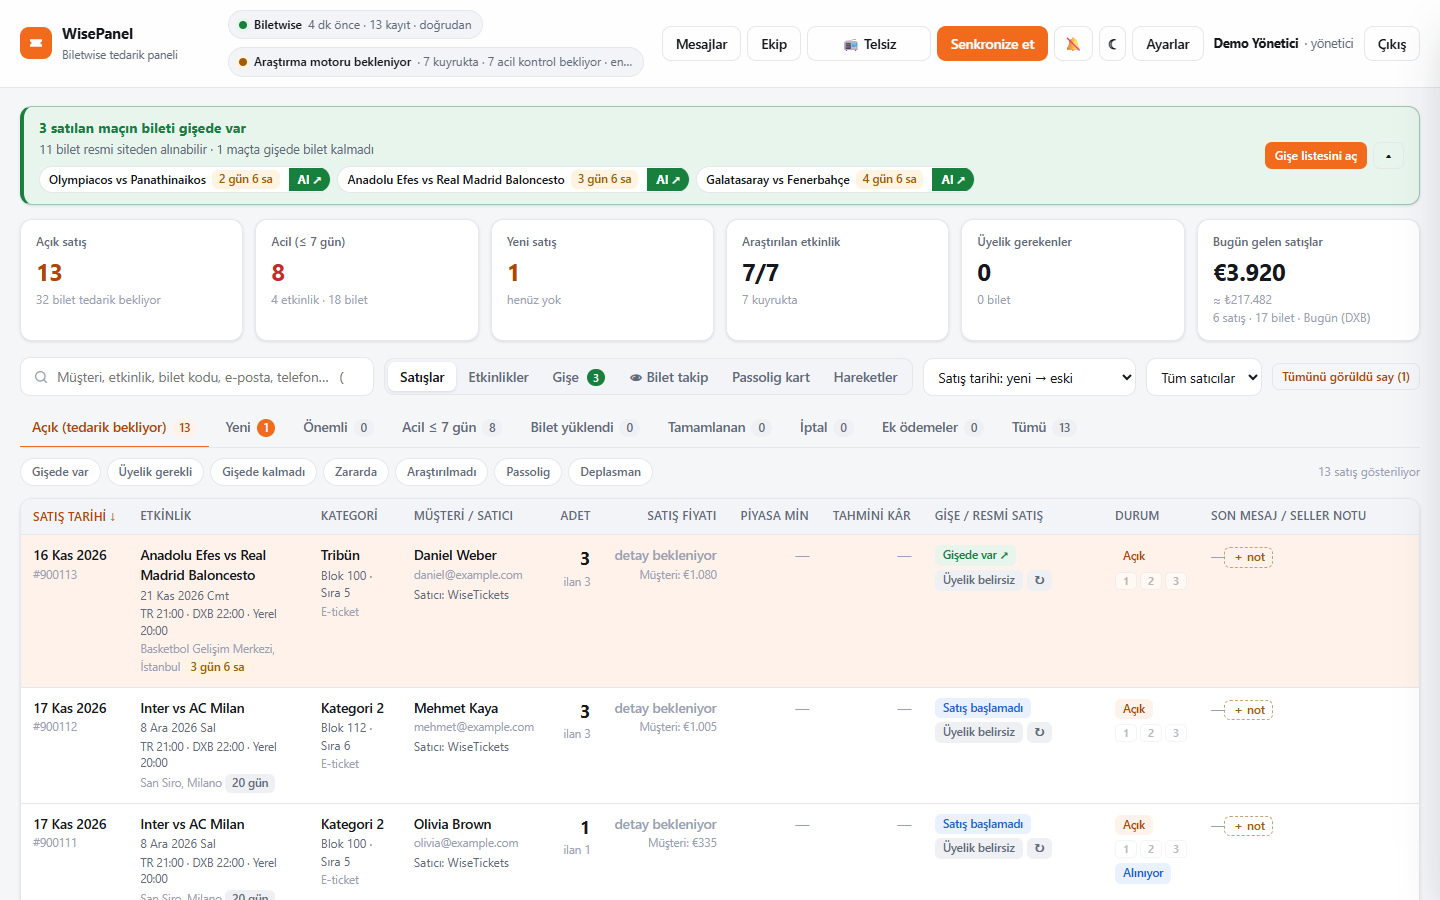 WisePanel
Biletwise tedarik paneli
Biletwise 4 dk önce · 13 kayıt · doğrudan
Araştırma motoru bekleniyor · 7 kuyrukta · 7 acil kontrol bekliyor · en...
Mesajlar
Ekip
Telsiz
Senkronize et
Ayarlar
Demo Yönetici · yönetici
Çıkış
3 satılan maçın bileti gişede var
11 bilet resmi siteden alınabilir · 1 maçta gişede bilet kalmadı
Olympiacos vs Panathinaikos 2 gün 6 sa Al ↗
Anadolu Efes vs Real Madrid Baloncesto 3 gün 6 sa Al ↗
Galatasaray vs Fenerbahçe 4 gün 6 sa Al ↗
Gişe listesini aç
Açık satış
13
32 bilet tedarik bekliyor
Acil (≤ 7 gün)
8
4 etkinlik · 18 bilet
Yeni satış
1
henüz yok
Araştırılan etkinlik
7/7
7 kuyrukta
Üyelik gerekenler
0
0 bilet
Bugün gelen satışlar
€3.920
≈ ₺217.482
6 satış · 17 bilet · Bugün (DXB)
Müşteri, etkinlik, bilet kodu, e-posta, telefon... (
Satışlar
Etkinlikler
Gişe 3
Bilet takip
Passolig kart
Hareketler
Satış tarihi: yeni → eski
Tüm satıcılar
Tümünü görüldü say (1)
Açık (tedarik bekliyor) 13
Yeni 1
Önemli 0
Acil ≤ 7 gün 8
Bilet yüklendi 0
Tamamlanan 0
İptal 0
Ek ödemeler 0
Tümü 13
Gişede var
Üyelik gerekli
Gişede kalmadı
Zararda
Araştırılmadı
Passolig
Deplasman
13 satış gösteriliyor
SATIŞ TARİHİ ↓ ETKİNLİK KATEGORİ MÜŞTERİ / SATICI ADET SATIŞ FİYATI PİYASA MİN TAHMİNİ KÂR GİŞE / RESMİ SATIŞ DURUM SON MESAJ / SELLER NOTU
16 Kas 2026
#900113
Anadolu Efes vs Real
Madrid Baloncesto
21 Kas 2026 Cmt
TR 21:00 · DXB 22:00 · Yerel
20:00
Basketbol Gelişim Merkezi,
İstanbul 3 gün 6 sa
Tribün
Blok 100 ·
Sıra 5
E-ticket
Daniel Weber
daniel@example.com
Satıcı: WiseTickets
3
ilan 3
detay bekleniyor
Müşteri: €1.080
—
—
Gişede var ↗
Üyelik belirsiz ↻
Açık
1 2 3
— + not
17 Kas 2026
#900112
Inter vs AC Milan
8 Ara 2026 Sal
TR 21:00 · DXB 22:00 · Yerel
20:00
San Siro, Milano 20 gün
Kategori 2
Blok 112 ·
Sıra 6
E-ticket
Mehmet Kaya
mehmet@example.com
Satıcı: WiseTickets
3
ilan 3
detay bekleniyor
Müşteri: €1.005
—
—
Satış başlamadı
Üyelik belirsiz ↻
Açık
1 2 3
— + not
17 Kas 2026
#900111
Inter vs AC Milan
8 Ara 2026 Sal
TR 21:00 · DXB 22:00 · Yerel
20:00
San Siro, Milano 20 gün
Kategori 2
Blok 100 ·
Sıra 5
E-ticket
Olivia Brown
olivia@example.com
Satıcı: WiseTickets
1
ilan 1
detay bekleniyor
Müşteri: €335
—
—
Satış başlamadı
Üyelik belirsiz ↻
Açık
1 2 3
Alınıyor
— + not